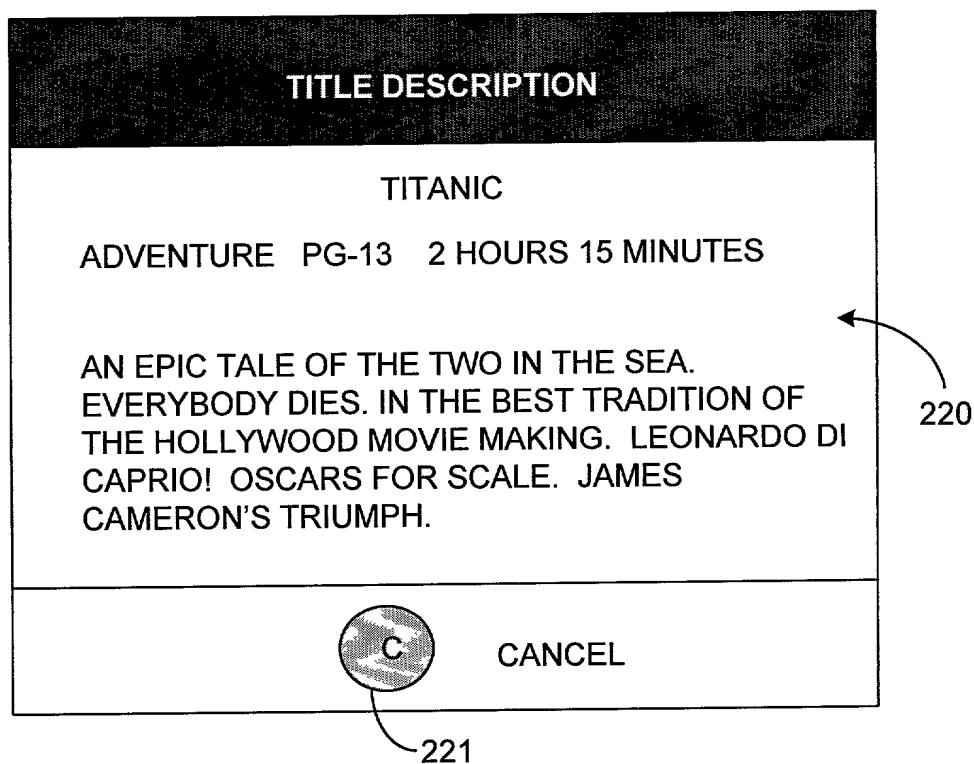 TITLE DESCRIPTION
TITANIC
ADVENTURE PG-13 2 HOURS 15 MINUTES
AN EPIC TALE OF THE TWO IN THE SEA.
EVERYBODY DIES. IN THE BEST TRADITION OF
THE HOLLYWOOD MOVIE MAKING. LEONARDO DI
CAPRIO! OSCARS FOR SCALE. JAMES
CAMERON'S TRIUMPH.
220
C CANCEL
221